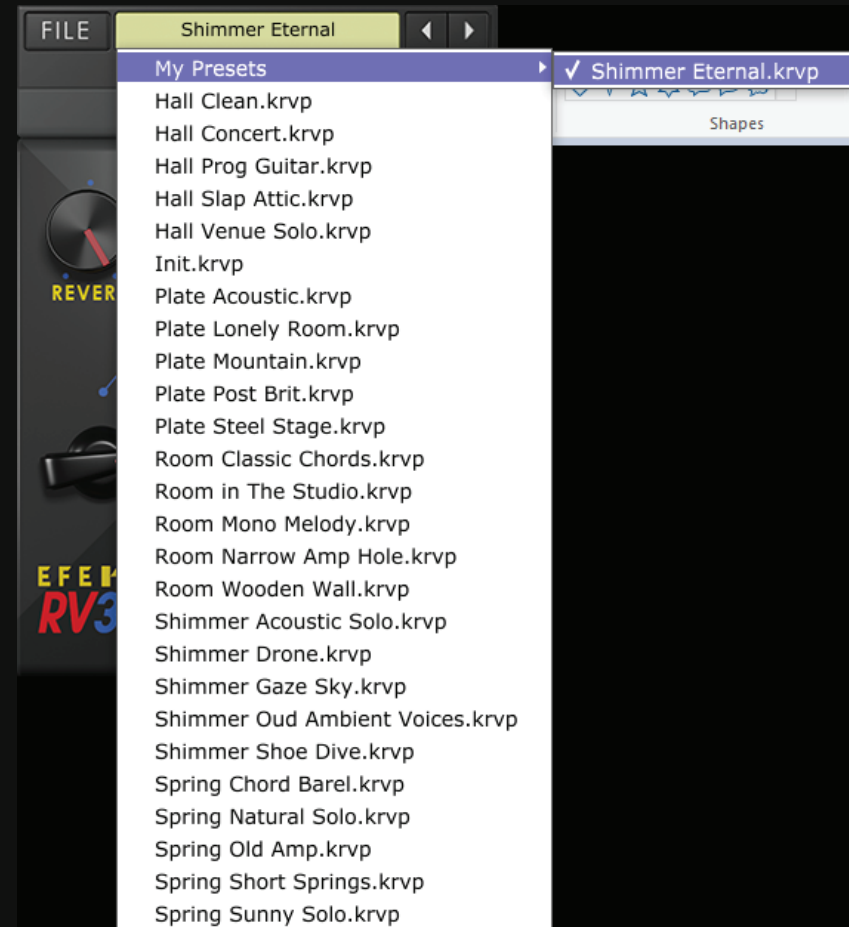 FILE
Shimmer Eternal
My Presets
Shimmer Eternal.krvp
Shapes
Hall Clean.krvp
Hall Concert.krvp
Hall Prog Guitar.krvp
Hall Slap Attic.krvp
Hall Venue Solo.krvp
Init.krvp
Plate Acoustic.krvp
Plate Lonely Room.krvp
Plate Mountain.krvp
Plate Post Brit.krvp
Plate Steel Stage.krvp
Room Classic Chords.krvp
Room in The Studio.krvp
Room Mono Melody.krvp
Room Narrow Amp Hole.krvp
Room Wooden Wall.krvp
Shimmer Acoustic Solo.krvp
Shimmer Drone.krvp
Shimmer Gaze Sky.krvp
Shimmer Oud Ambient Voices.krvp
Shimmer Shoe Dive.krvp
Spring Chord Barel.krvp
Spring Natural Solo.krvp
Spring Old Amp.krvp
Spring Short Springs.krvp
Spring Sunny Solo.krvp
REVER
RV3